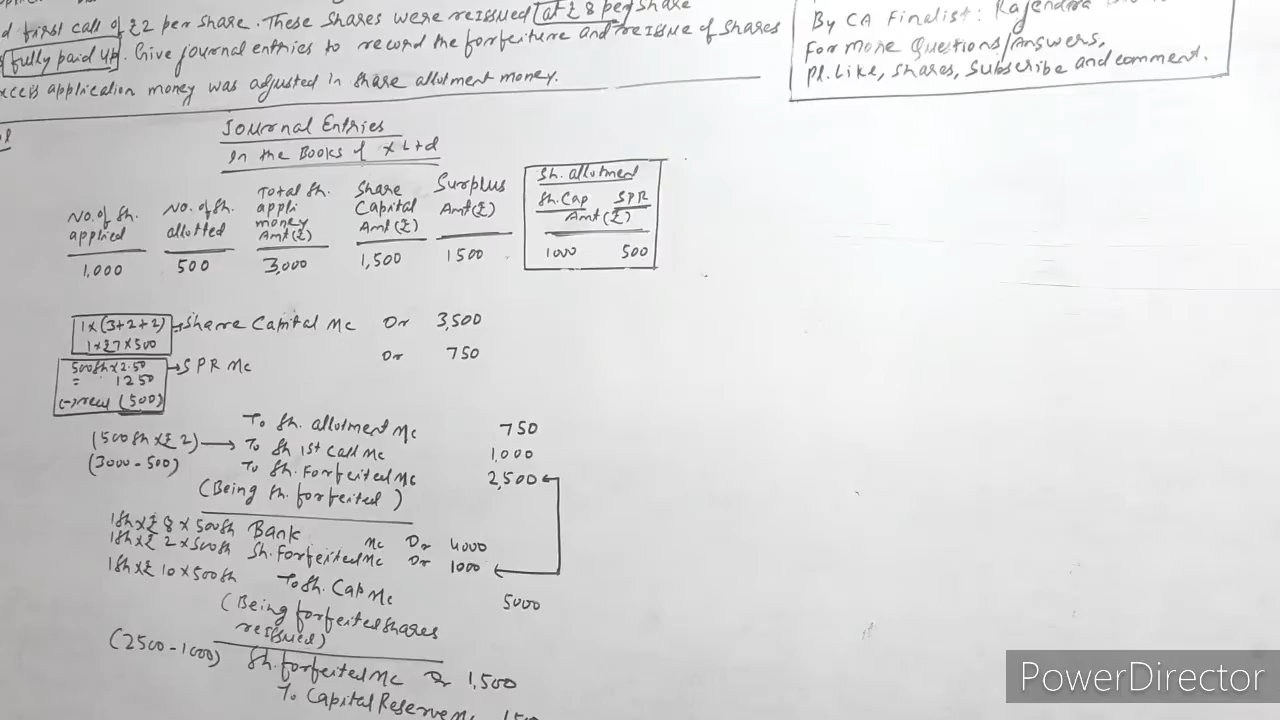 d first call of ₹2 per share. These shares were reissued at ₹8 per share
fully paid up. Give journal entries to record the forfeiture and reissue of shares
xcess application money was adjusted in share allotment money.
By CA Finalist: Rajendra
For more Questions/Answers,
Pl. Like, Shares, Subscribe and comment.
Journal Entries
In the Books of X Ltd
No. of Sh. applied
No. of Sh. allotted
Total Sh. appli money Amt(₹)
Share Capital Amt(₹)
Surplus Amt(₹)
Sh. allotment
Sh. Cap SPR
Amt(₹)
1,000 500 3,000 1,500 1500 1000 500
1×(3+2+2) → Share Capital A/c Dr 3,500
1×₹7×500
500Sh×2.50 → SPR A/c Dr 750
= 1250
(-) recd (500)
To Sh. allotment A/c 750
(500Sh×₹2) → To Sh 1st Call A/c 1,000
(3000-500) To Sh. Forfeited A/c 2,500
(Being Sh. forfeited)
1Sh×₹8×500Sh Bank A/c Dr 4000
1Sh×₹2×500Sh Sh. Forfeited A/c Dr 1000
1Sh×₹10×500Sh To Sh. Cap A/c 5000
(Being forfeited shares
reissued)
(2500-1000) Sh. forfeited A/c Dr 1,500
To Capital Reserve A/c
PowerDirector